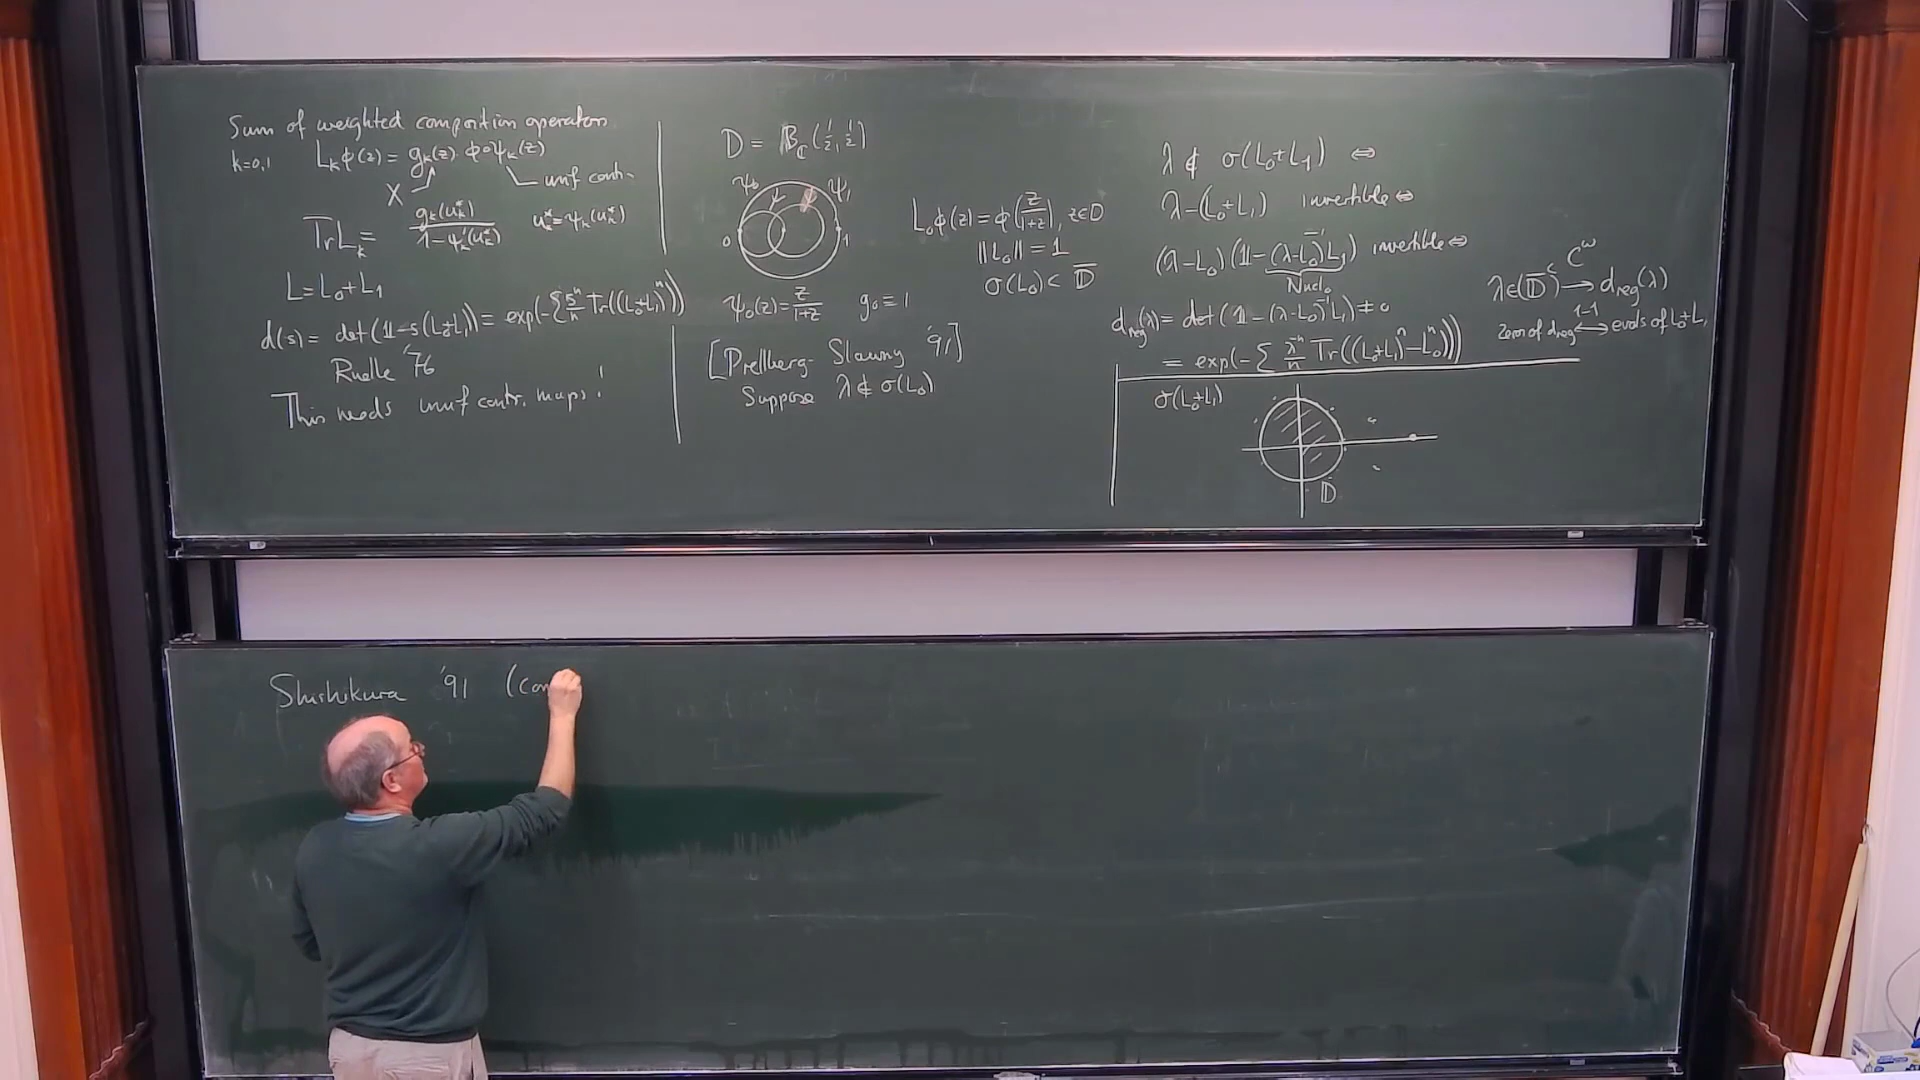 Sum of weighted composition operators
k=0,1 L_k φ(z) = g_k(z) · φ∘ψ_k(z)
X
unif contr.
Tr L_k = g_k(u_k^*) / (1-ψ_k'(u_k^*)) u_k^* = ψ_k(u_k^*)
L = L_0 + L_1
d(s) = det(𝟙-s(L_0+L_1)) = exp(-Σ s^n/n Tr((L_0+L_1)^n))
Ruelle '76
This needs unif contr. maps!
D = B_ℂ(1/2, 1/2)
ψ_0 ψ_1
0 1
ψ_0(z) = z/(1+z) g_0 ≡ 1
[Prellberg-Slawny '91]
Suppose λ ∉ σ(L_0)
L_0 φ(z) = φ(z/(1+z)), z∈D
‖L_0‖ = 1
σ(L_0) ⊂ 𝔻̅
λ ∉ σ(L_0+L_1) ⇔
λ-(L_0+L_1) invertible ⇔
(λ-L_0)(𝟙-(λ-L_0)^{-1}L_1) invertible ⇔
Nucl.
d_reg(λ) = det(𝟙-(λ-L_0)^{-1}L_1) ≠ 0
= exp(-Σ λ^{-n}/n Tr((L_0+L_1)^n - L_0^n))
C^ω
λ∈(𝔻̅)^c → d_reg(λ)
1-1
zero of d_reg ↔ evals of L_0+L_1
σ(L_0+L_1)
𝔻
Shishikura '91 (con